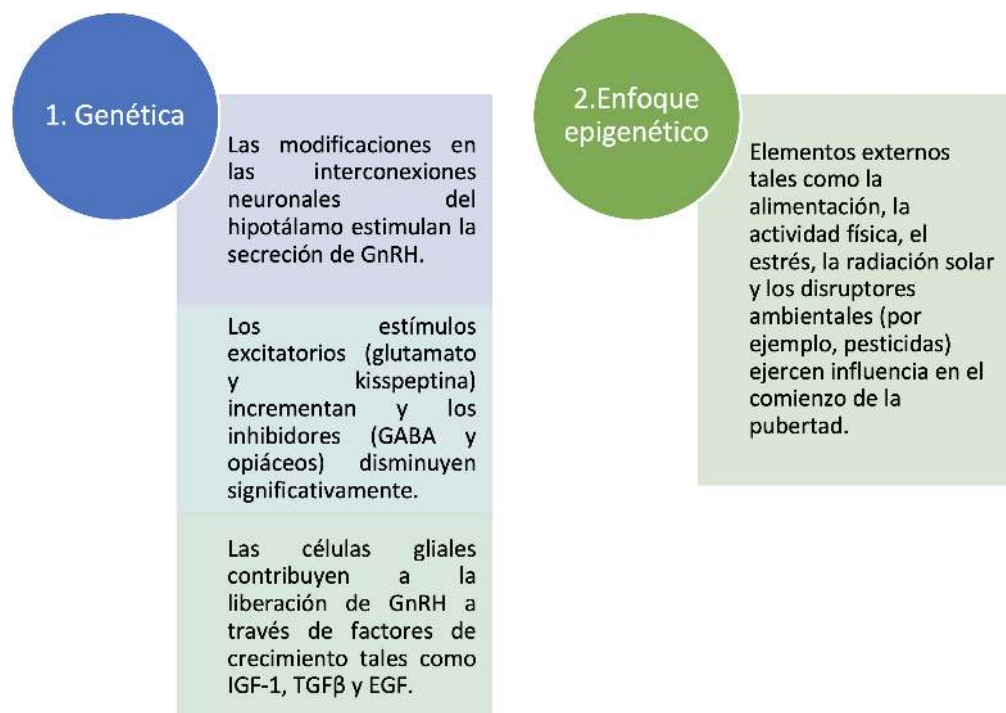 1. Genética
Las modificaciones en
las interconexiones
neuronales del
hipotálamo estimulan la
secreción de GnRH.
Los estímulos
excitatorios (glutamato
y kisspeptina)
incrementan y los
inhibidores (GABA y
opiáceos) disminuyen
significativamente.
Las células gliales
contribuyen a la
liberación de GnRH a
través de factores de
crecimiento tales como
IGF-1, TGFβ y EGF.
2.Enfoque
epigenético
Elementos externos
tales como la
alimentación, la
actividad física, el
estrés, la radiación solar
y los disruptores
ambientales (por
ejemplo, pesticidas)
ejercen influencia en el
comienzo de la
pubertad.